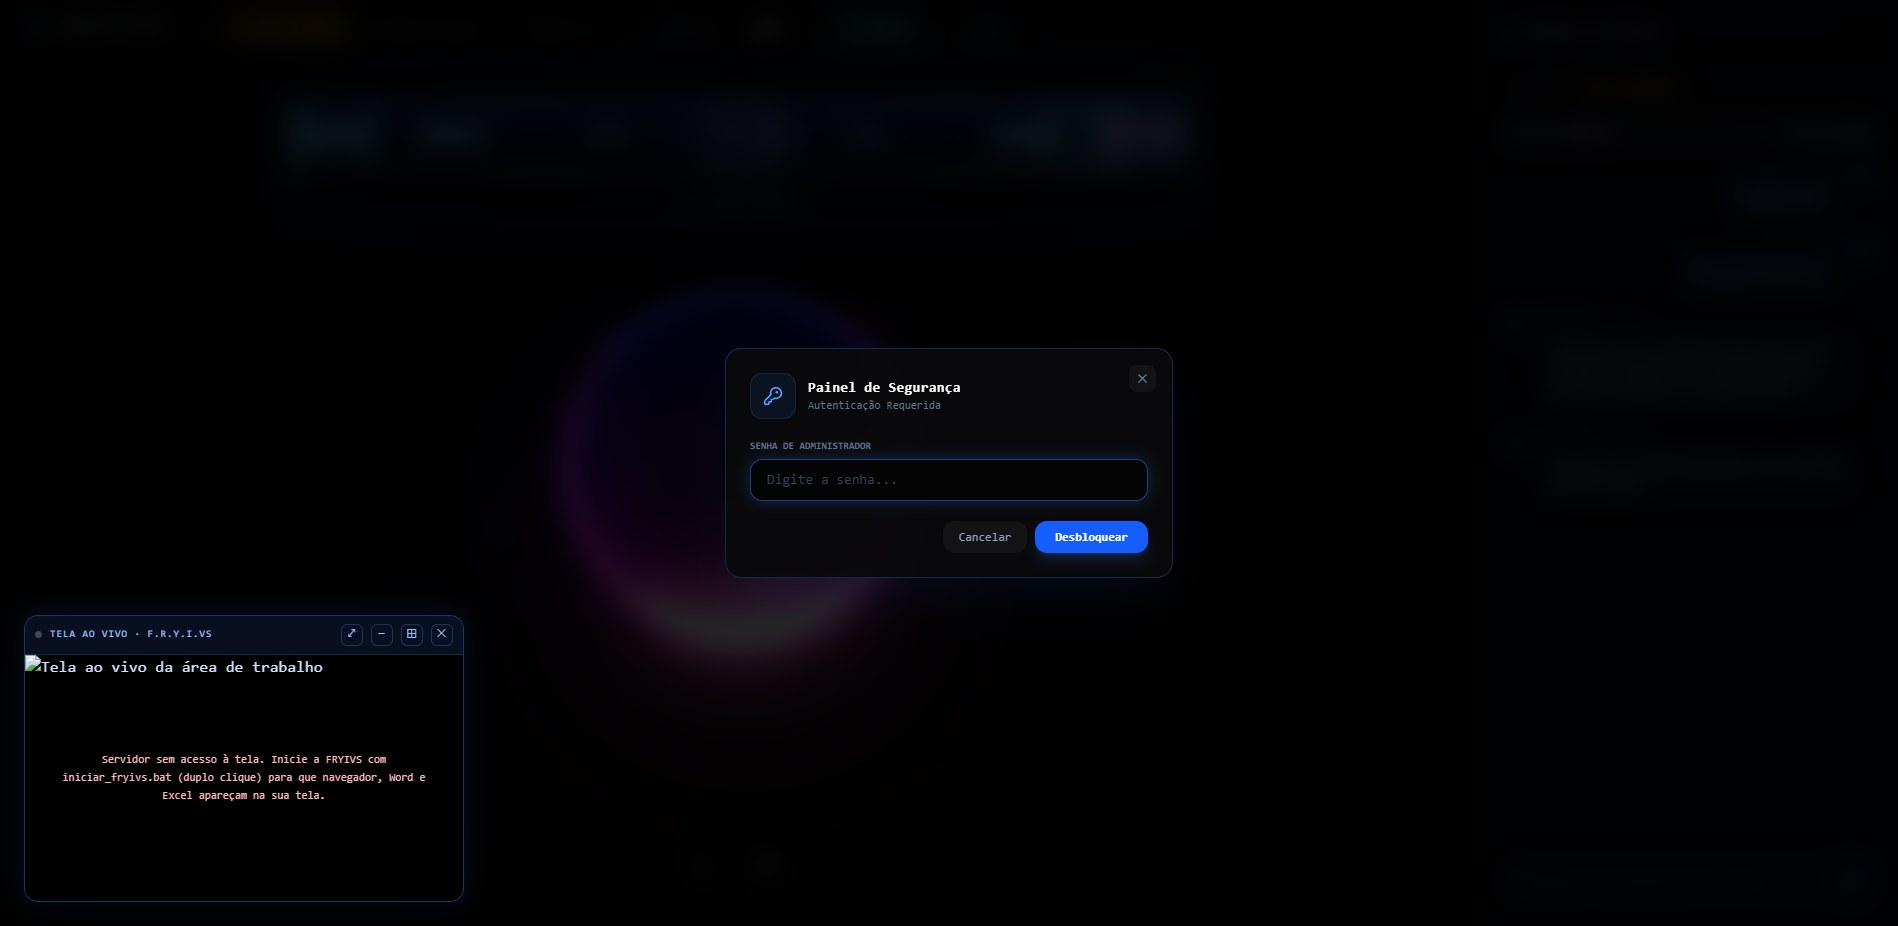 Painel de Segurança
Autenticação Requerida
SENHA DE ADMINISTRADOR
Digite a senha...
Cancelar
Desbloquear
TELA AO VIVO · F.R.Y.I.VS
Tela ao vivo da área de trabalho
Servidor sem acesso à tela. Inicie a FRYIVS com
iniciar_fryivs.bat (duplo clique) para que navegador, Word e
Excel apareçam na sua tela.